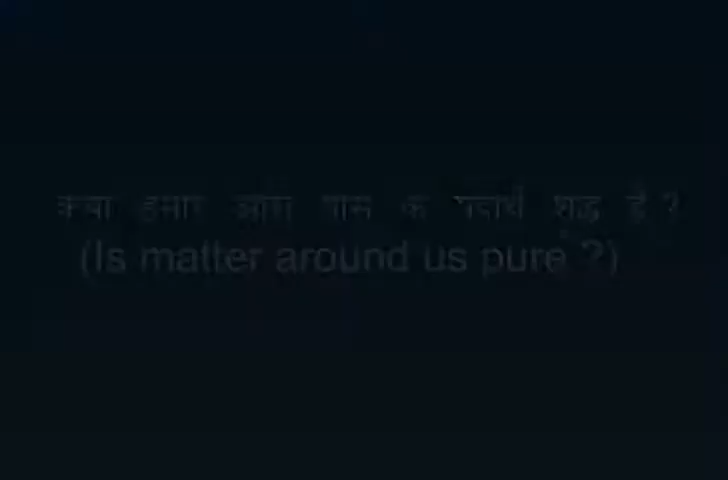 क्या हमारे आस पास के पदार्थ शुद्ध हैं ?
(Is matter around us pure ?)